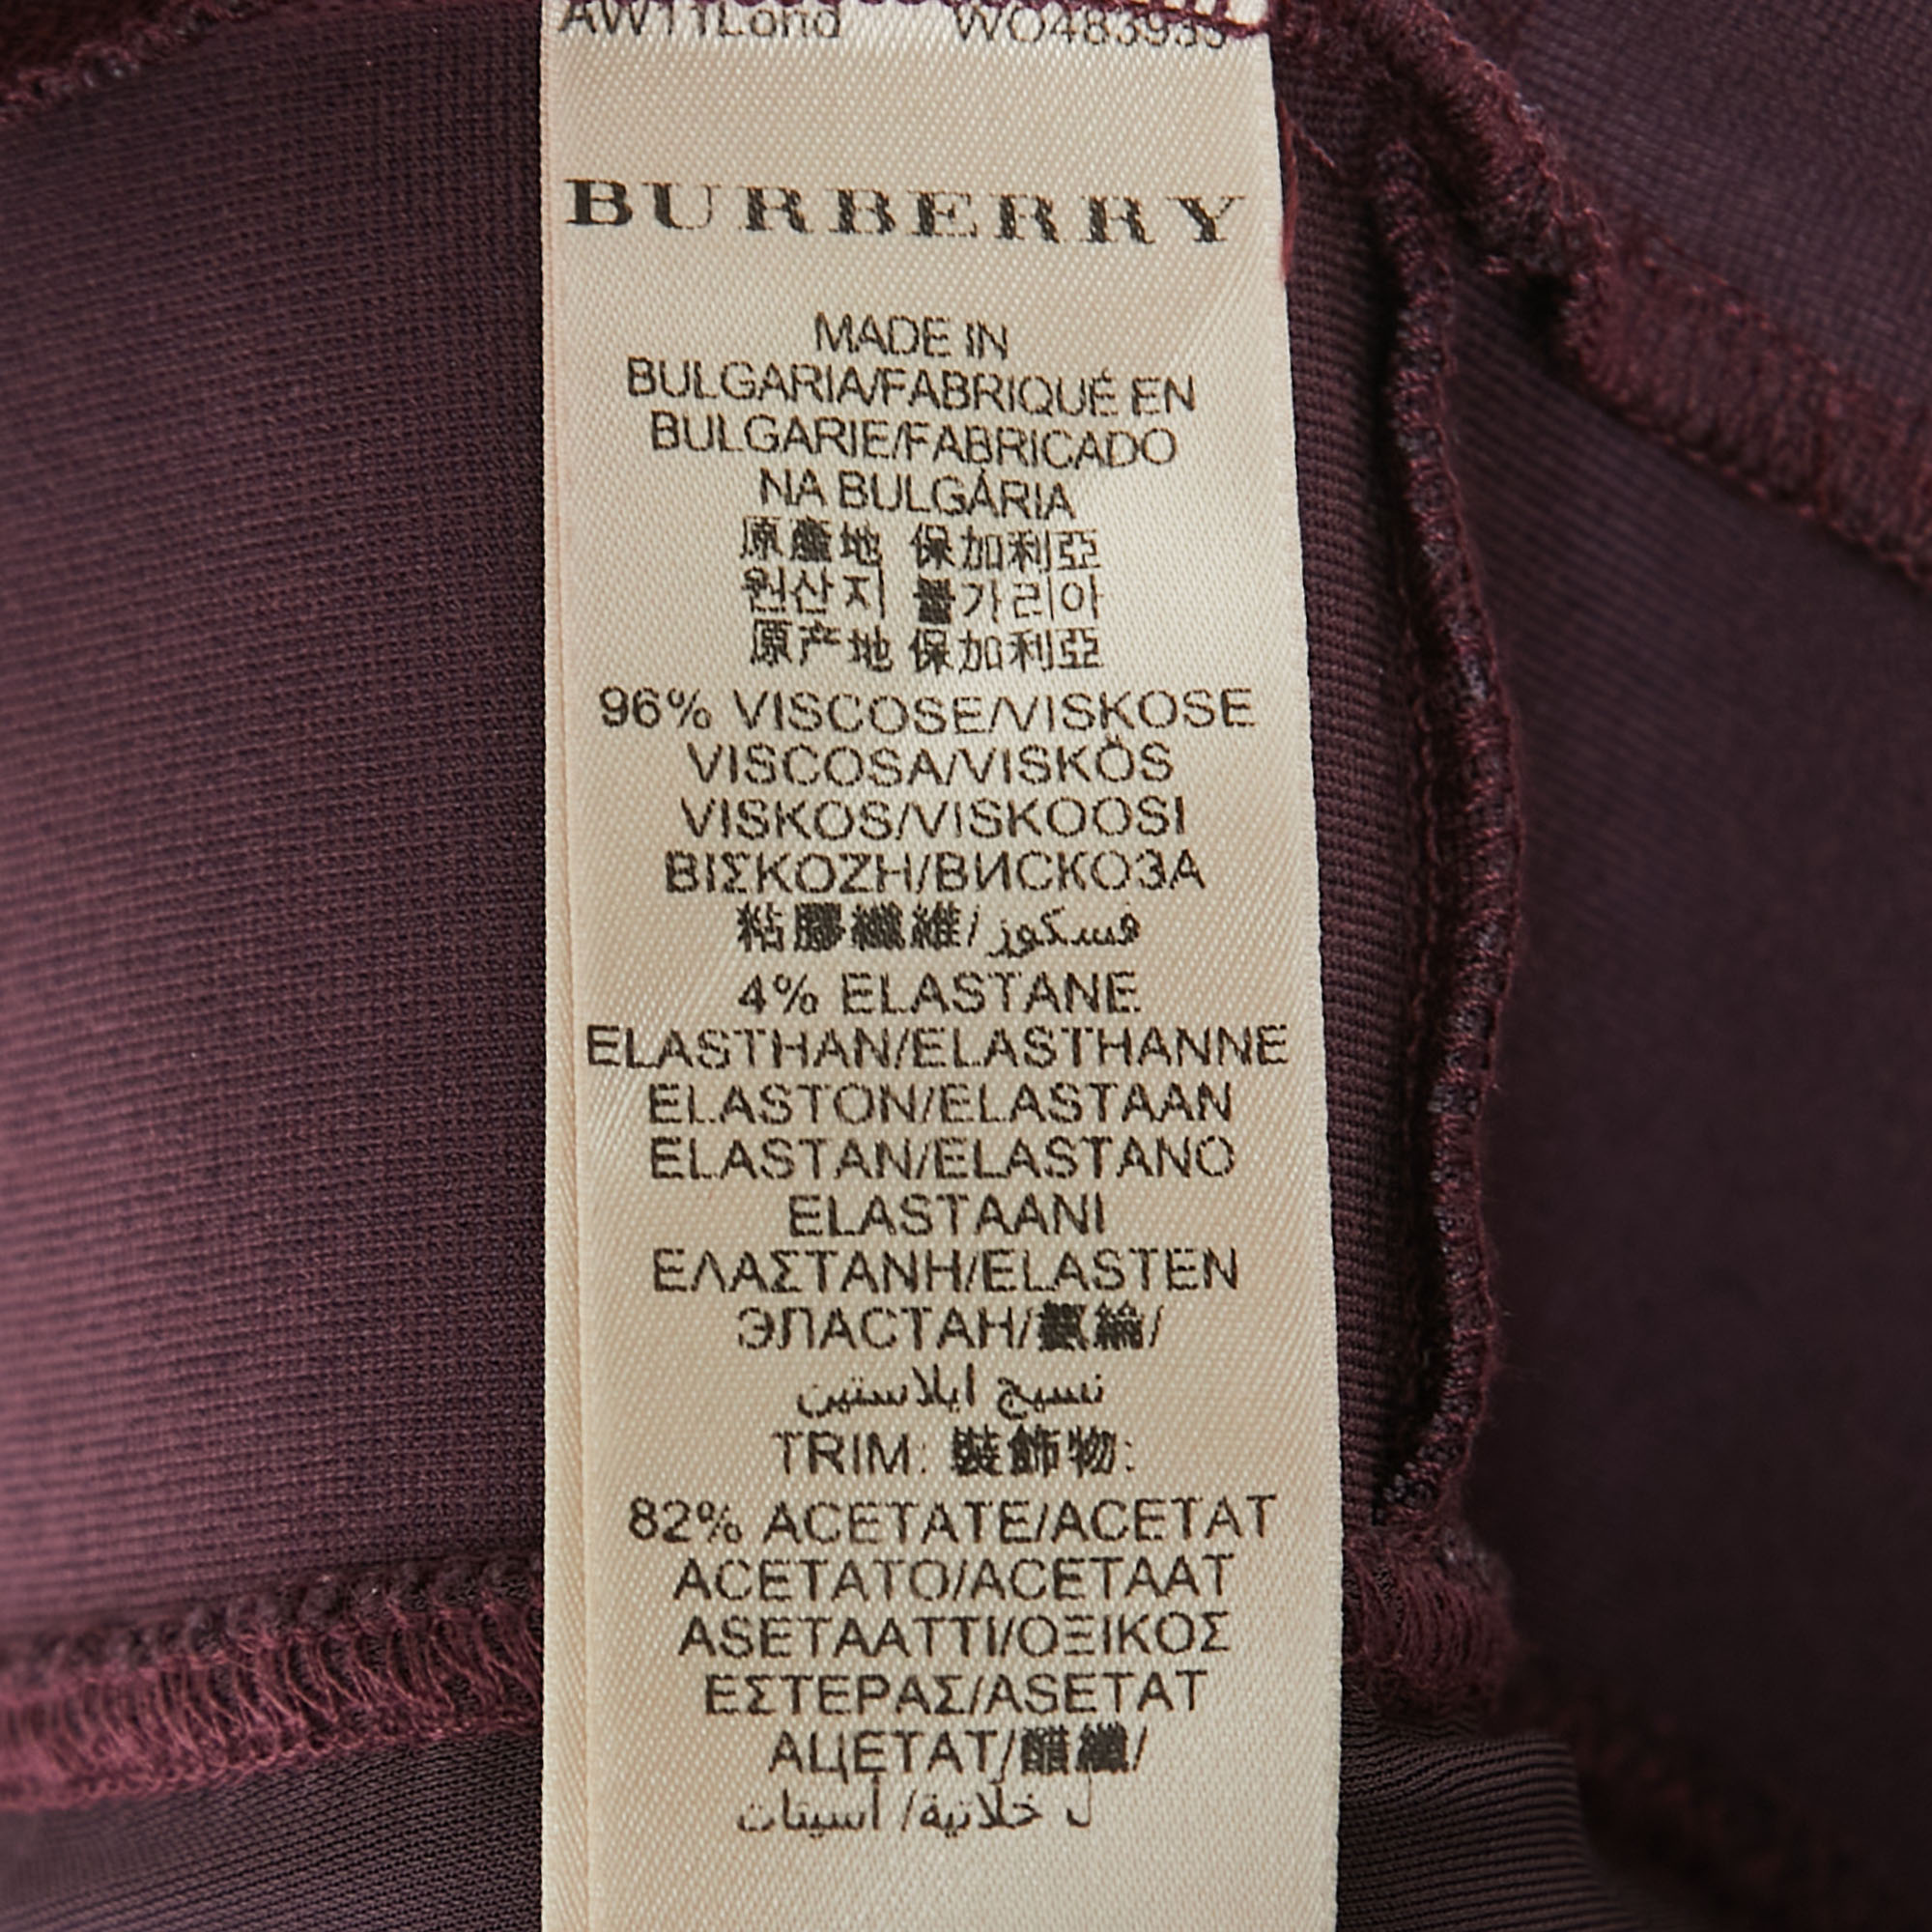 AW11Lond WO483933
BURBERRY
MADE IN
BULGARIA/FABRIQUÉ EN
BULGARIE/FABRICADO
NA BULGÁRIA
原產地 保加利亞
원산지 불가리아
原产地 保加利亞
96% VISCOSE/VISKOSE
VISCOSA/VISKÓS
VISKOS/VISKOOSI
ΒΙΣΚΟΖΗ/ВИСКОЗА
粘膠纖維/فسكوز
4% ELASTANE
ELASTHAN/ELASTHANNE
ELASTON/ELASTAAN
ELASTAN/ELASTANO
ELASTAANI
ΕΛΑΣΤΑΝΗ/ELASTEN
ЭЛАСТАН/氨綸/
نسيج ايلاستين
TRIM: 裝飾物:
82% ACETATE/ACETAT
ACETATO/ACETAAT
ASETAATTI/ΟΞΙΚΟΣ
ΕΣΤΕΡΑΣ/ASETAT
АЦЕТАТ/醋纖/
ل خلاتية/ أسيتات